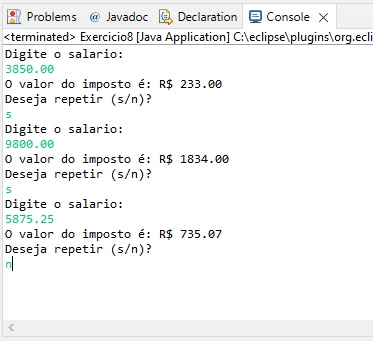 Problems @ Javadoc Declaration Console
<terminated> Exercicio8 [Java Application] C:\eclipse\plugins\org.ecli
Digite o salario:
3850.00
O valor do imposto é: R$ 233.00
Deseja repetir (s/n)?
s
Digite o salario:
9800.00
O valor do imposto é: R$ 1834.00
Deseja repetir (s/n)?
s
Digite o salario:
5875.25
O valor do imposto é: R$ 735.07
Deseja repetir (s/n)?
n